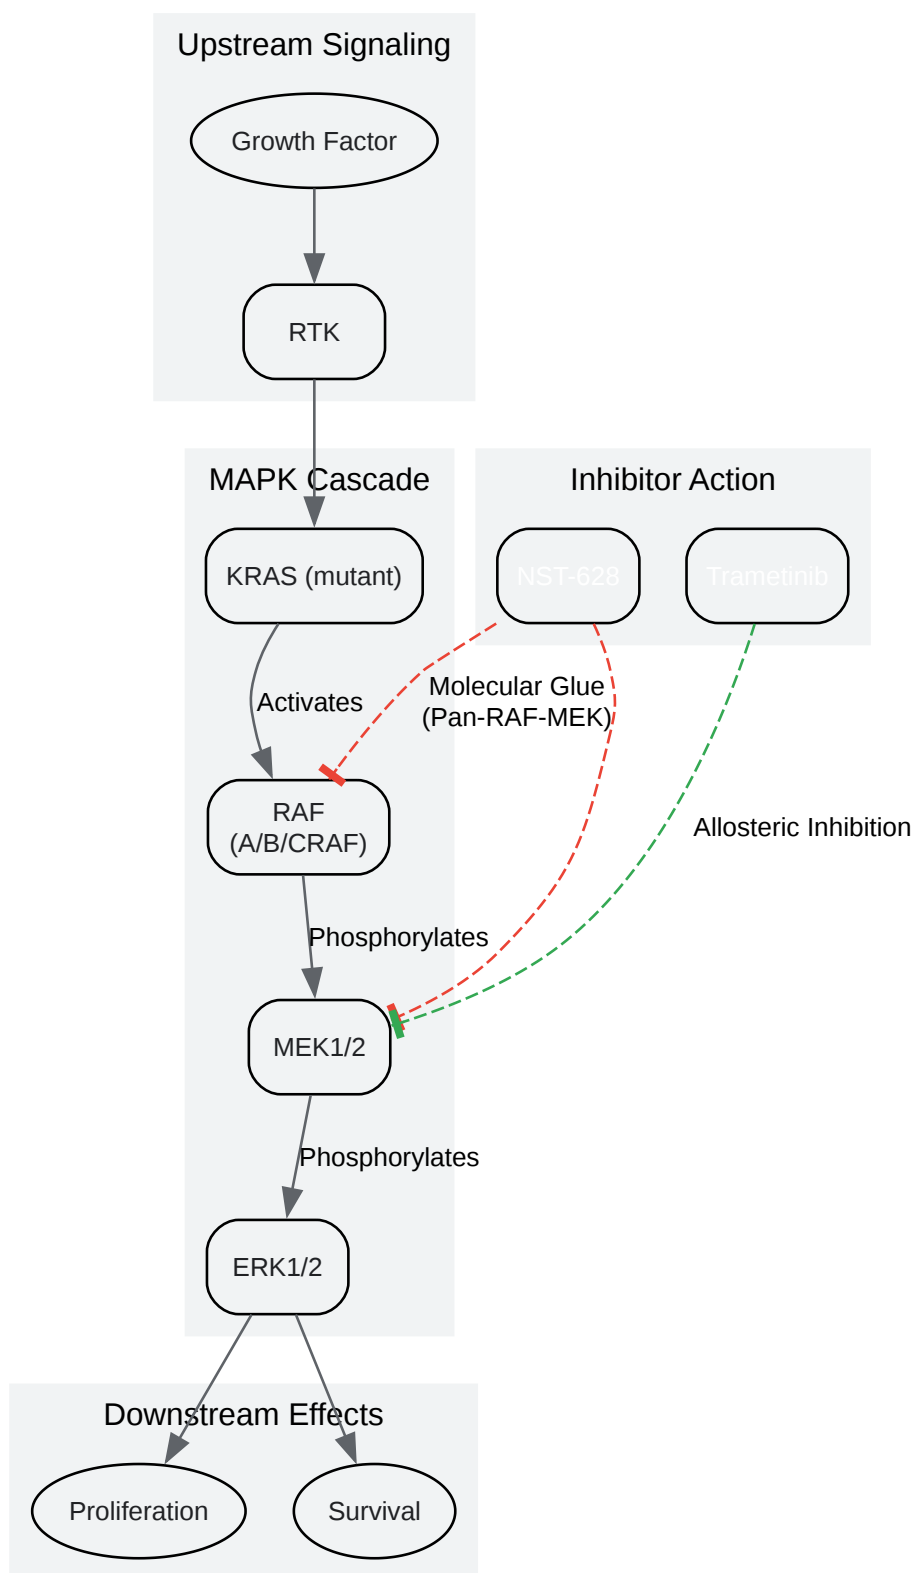 Upstream Signaling
Growth Factor
RTK
MAPK Cascade
Inhibitor Action
KRAS (mutant)
NST-628
Trametinib
Molecular Glue
(Pan-RAF-MEK)
Activates
RAF
(A/B/CRAF)
Allosteric Inhibition
Phosphorylates
MEK1/2
Phosphorylates
ERK1/2
Downstream Effects
Proliferation
Survival